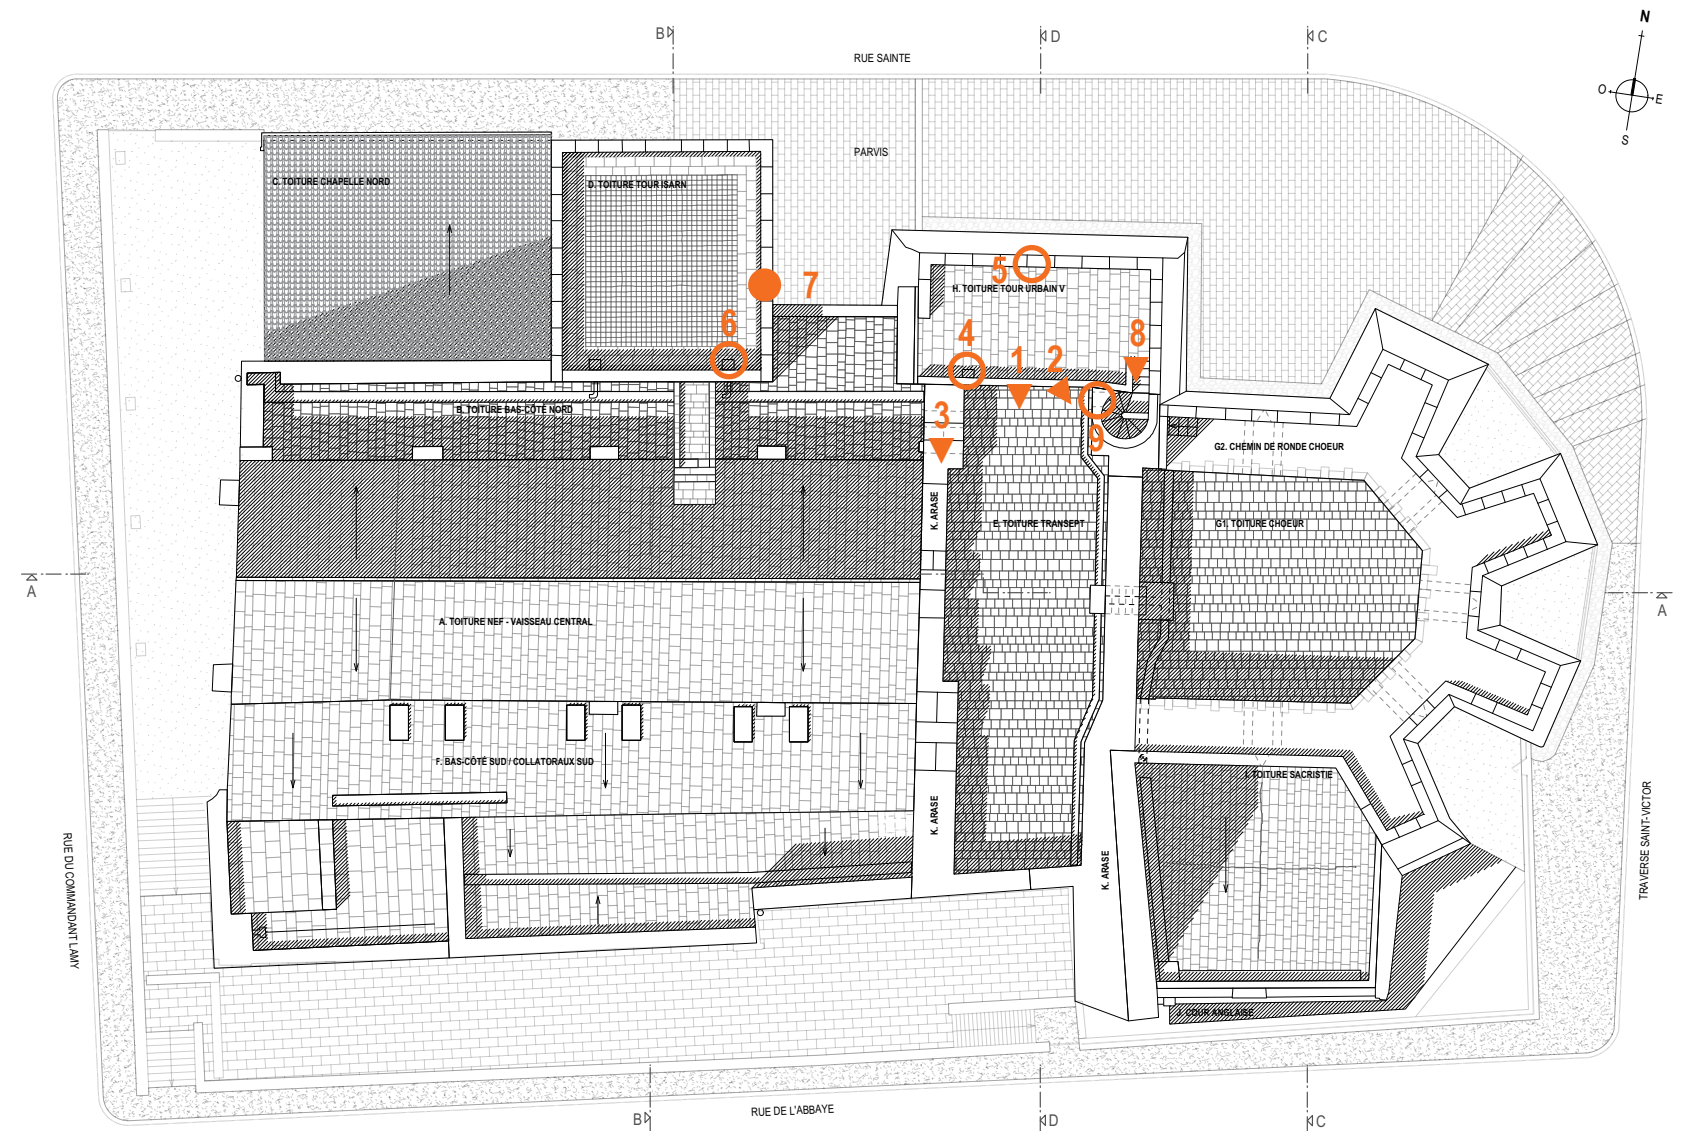 N
B
D
C
RUE SAINTE
O
E
S
PARVIS
C. TOITURE CHAPELLE NORD
D. TOITURE TOUR ISARN
5
7
H. TOITURE TOUR URBAIN V
6
4
1
2
8
B. TOITURE BAS-CÔTÉ NORD
3
9
G2. CHEMIN DE RONDE CHOEUR
K. ARASE
E. TOITURE TRANSEPT
G1. TOITURE CHOEUR
A
A
A. TOITURE NEF - VAISSEAU CENTRAL
F. BAS-CÔTÉ SUD / COLLATORAUX SUD
I. TOITURE SACRISTIE
K. ARASE
K. ARASE
RUE DU COMMANDANT LAMY
TRAVERSE SAINT-VICTOR
J. COUR ANGLAISE
RUE DE L'ABBAYE
B
D
C